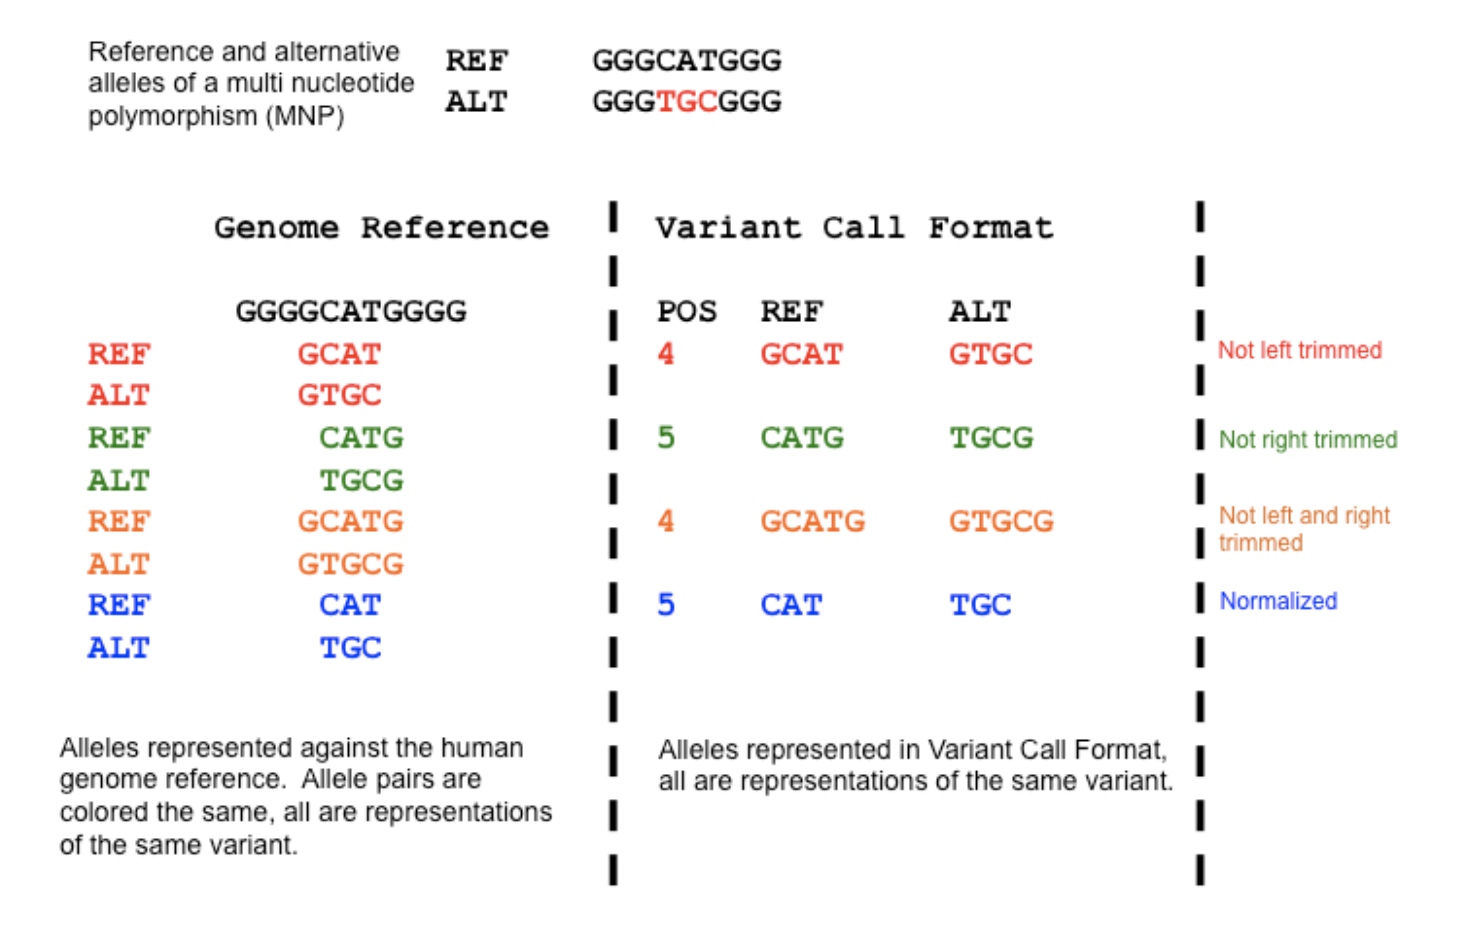 Reference and alternative
alleles of a multi nucleotide
polymorphism (MNP)
REF GGGCATGGG
ALT GGGTGCGGG
Genome Reference
Variant Call Format
GGGGCATGGGG
POS REF ALT
REF GCAT
ALT GTGC
4 GCAT GTGC
Not left trimmed
REF CATG
ALT TGCG
5 CATG TGCG
Not right trimmed
REF GCATG
ALT GTGCG
4 GCATG GTGCG
Not left and right
trimmed
REF CAT
ALT TGC
5 CAT TGC
Normalized
Alleles represented against the human
genome reference. Allele pairs are
colored the same, all are representations
of the same variant.
Alleles represented in Variant Call Format,
all are representations of the same variant.